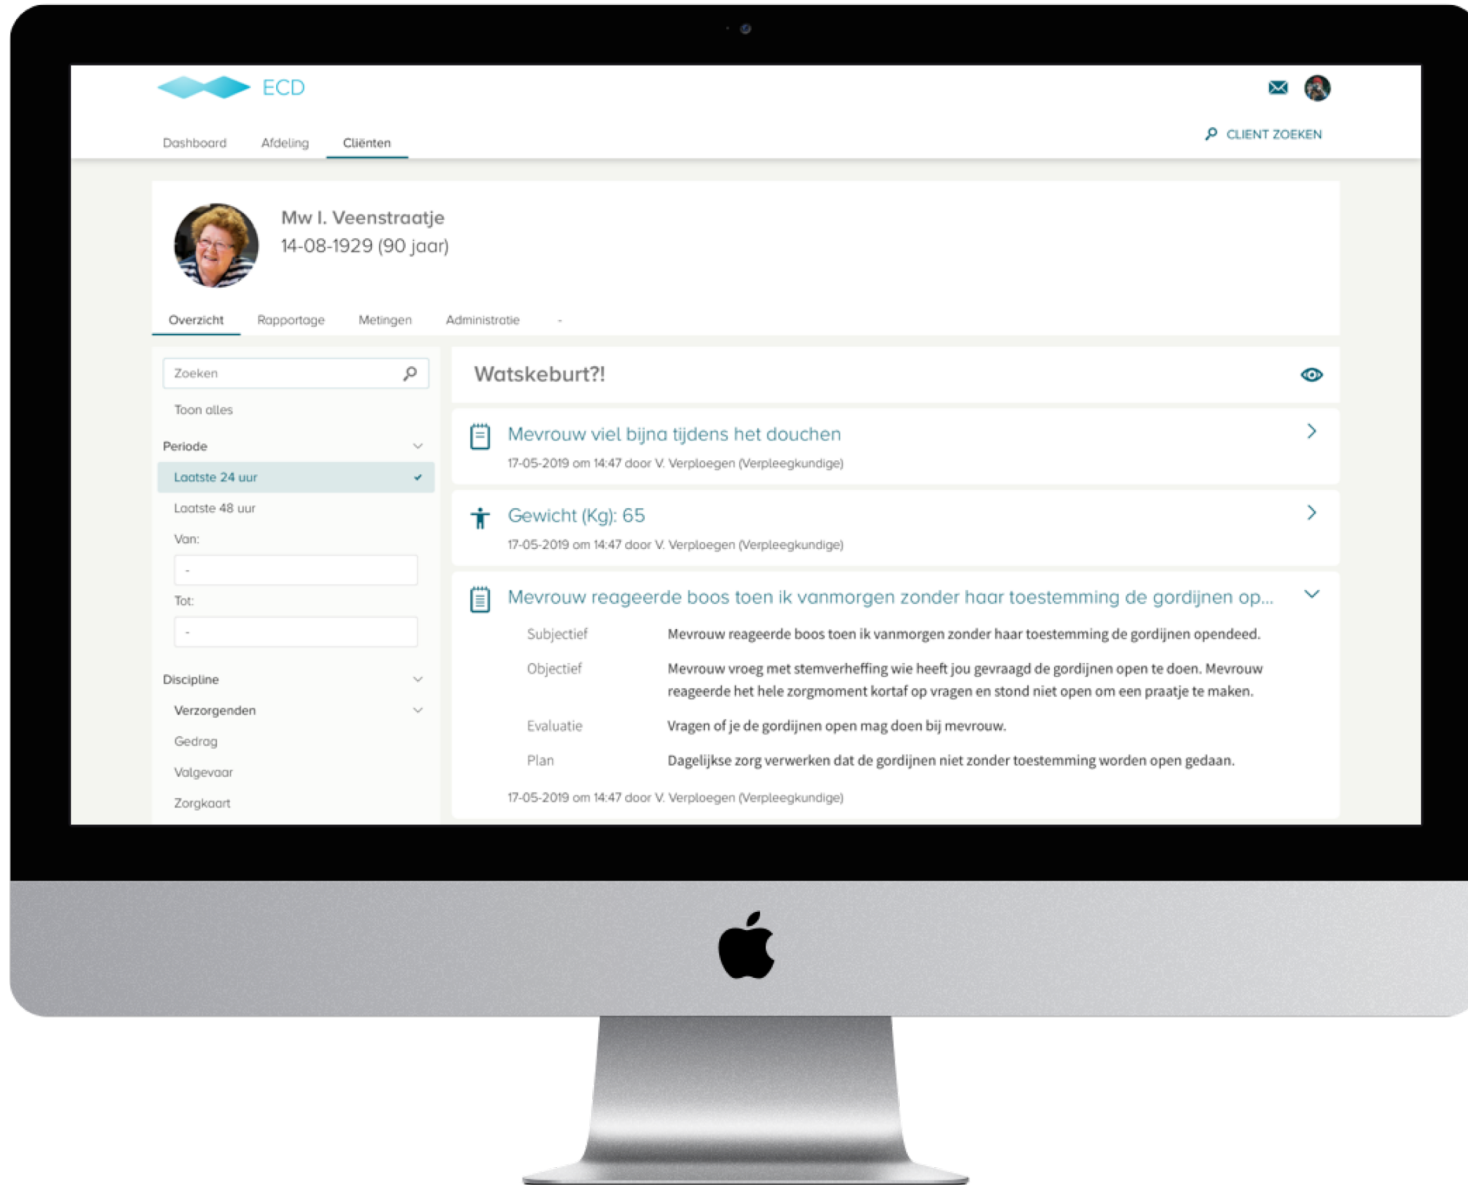 ECD
Dashboard Afdeling Cliënten
CLIENT ZOEKEN
Mw I. Veenstraatje
14-08-1929 (90 jaar)
Overzicht Rapportage Metingen Administratie -
Zoeken
Toon alles
Periode
Laatste 24 uur
Laatste 48 uur
Van:
-
Tot:
-
Discipline
Verzorgenden
Gedrag
Valgevaar
Zorgkaart
Watskeburt?!
Mevrouw viel bijna tijdens het douchen
17-05-2019 om 14:47 door V. Verploegen (Verpleegkundige)
Gewicht (Kg): 65
17-05-2019 om 14:47 door V. Verploegen (Verpleegkundige)
Mevrouw reageerde boos toen ik vanmorgen zonder haar toestemming de gordijnen op...
Subjectief Mevrouw reageerde boos toen ik vanmorgen zonder haar toestemming de gordijnen opendeed.
Objectief Mevrouw vroeg met stemverheffing wie heeft jou gevraagd de gordijnen open te doen. Mevrouw
reageerde het hele zorgmoment kortaf op vragen en stond niet open om een praatje te maken.
Evaluatie Vragen of je de gordijnen open mag doen bij mevrouw.
Plan Dagelijkse zorg verwerken dat de gordijnen niet zonder toestemming worden open gedaan.
17-05-2019 om 14:47 door V. Verploegen (Verpleegkundige)